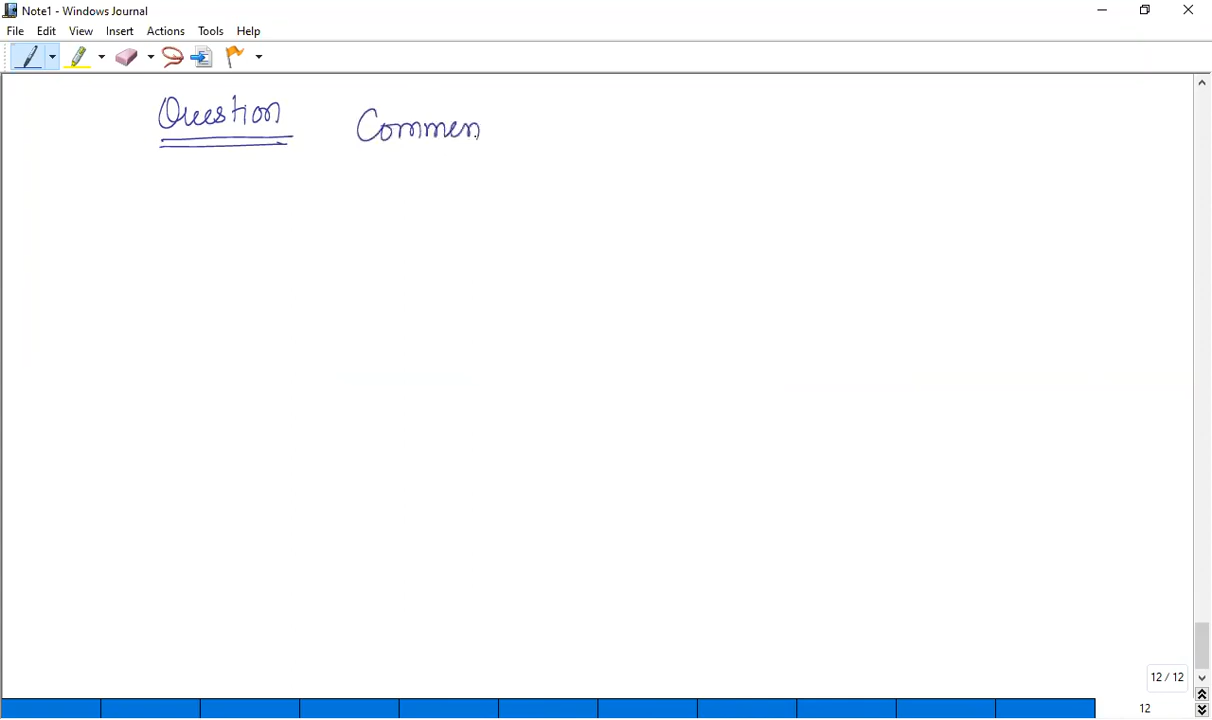 Note1 - Windows Journal
File Edit View Insert Actions Tools Help
Question Commen
12 / 12
12